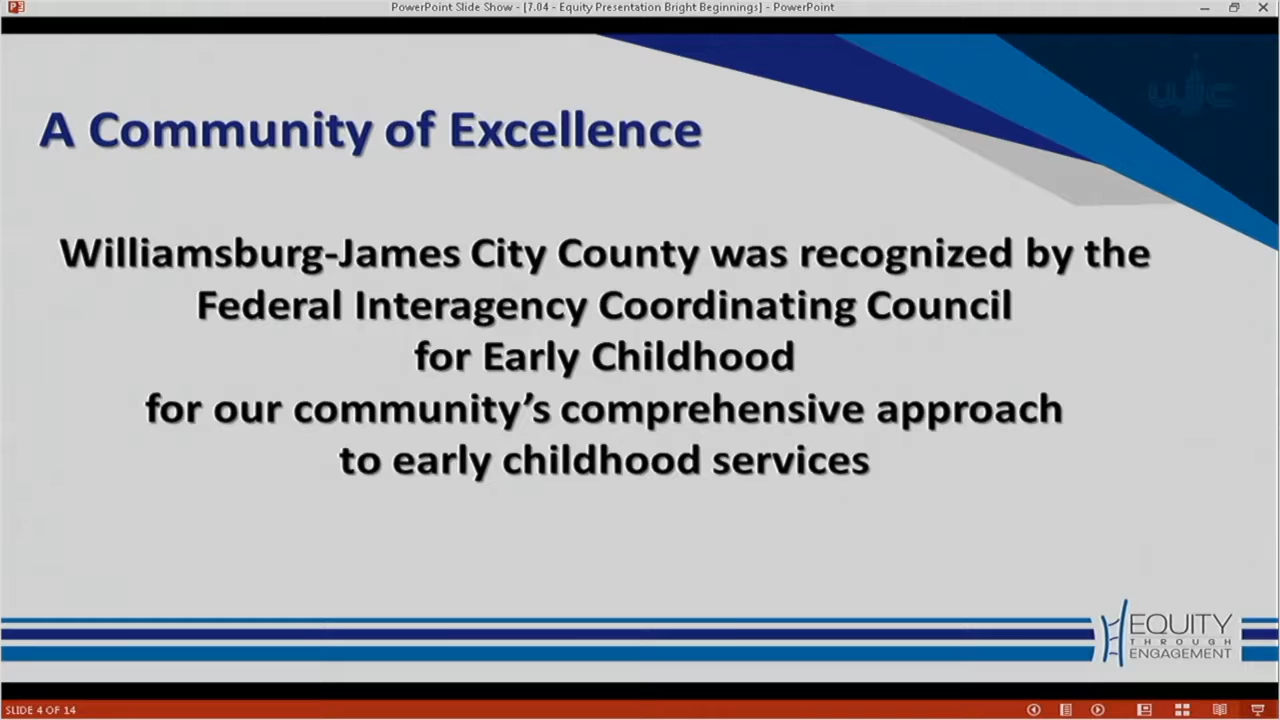 PowerPoint Slide Show - [7.04 - Equity Presentation Bright Beginnings] - PowerPoint
wjc
A Community of Excellence
Williamsburg-James City County was recognized by the
Federal Interagency Coordinating Council
for Early Childhood
for our community's comprehensive approach
to early childhood services
EQUITY
THROUGH
ENGAGEMENT
SLIDE 4 OF 14